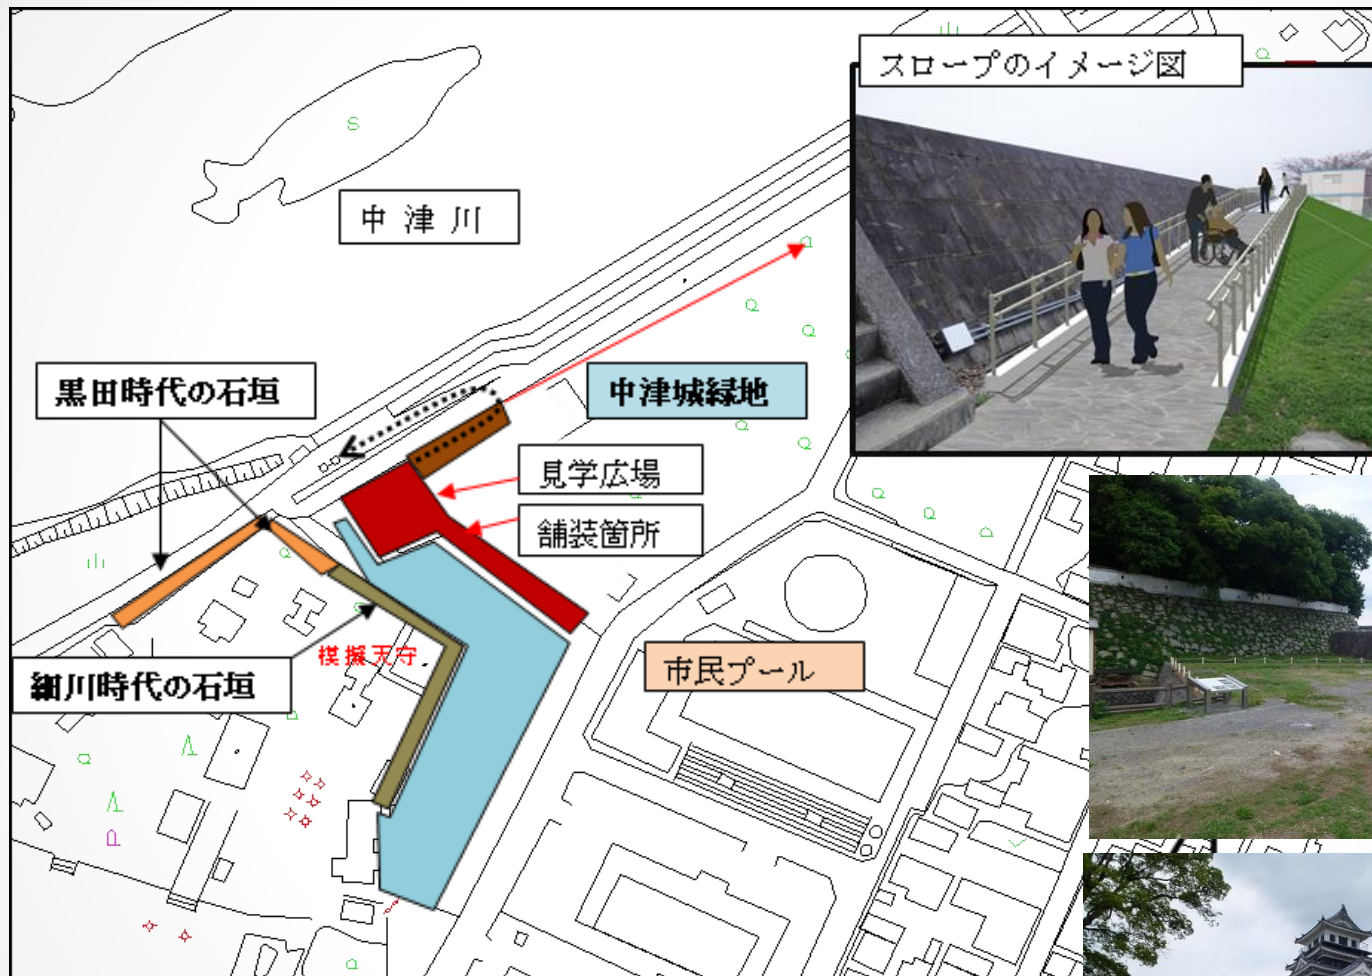 スロープのイメージ図
中津川
黒田時代の石垣
中津城緑地
見学広場
舗装箇所
模擬天守
市民プール
細川時代の石垣